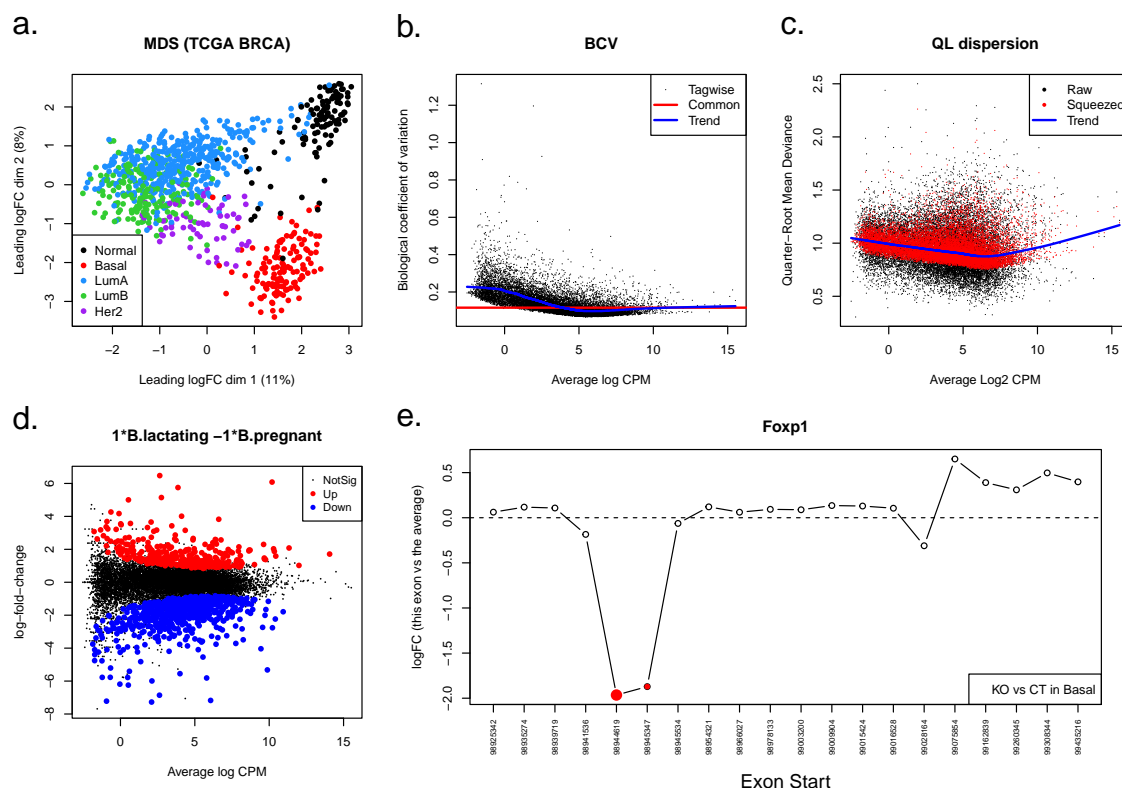 a.
MDS (TCGA BRCA)
Leading logFC dim 2 (8%)
2
1
0
−1
−2
−3
Normal
Basal
LumA
LumB
Her2
−2 −1 0 1 2 3
Leading logFC dim 1 (11%)
b.
BCV
Biological coefficient of variation
1.2
1.0
0.8
0.6
0.4
0.2
Tagwise
Common
Trend
0 5 10 15
Average log CPM
c.
QL dispersion
Quarter−Root Mean Deviance
2.5
2.0
1.5
1.0
0.5
Raw
Squeezed
Trend
0 5 10 15
Average Log2 CPM
d.
1*B.lactating −1*B.pregnant
log−fold−change
6
4
2
0
−2
−4
−6
−8
NotSig
Up
Down
0 5 10 15
Average log CPM
e.
Foxp1
logFC (this exon vs the average)
0.5
0.0
−0.5
−1.0
−1.5
−2.0
KO vs CT in Basal
98925342
98935274
98939719
98941536
98944619
98945347
98945534
98954321
98966027
98978133
99003200
99009904
99015424
99016528
99028164
99075854
99162839
99260345
99308344
99435216
Exon Start